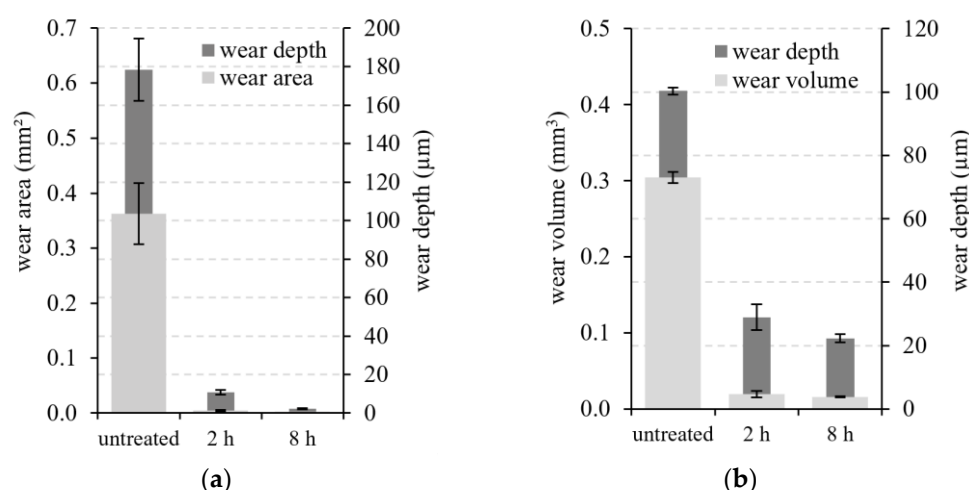 0.7
0.6
0.5
0.4
0.3
0.2
0.1
0.0
wear area (mm²)
wear depth
wear area
200
180
160
140
120
100
80
60
40
20
0
wear depth (µm)
untreated 2 h 8 h
(a)
0.5
0.4
0.3
0.2
0.1
0.0
wear volume (mm³)
wear depth
wear volume
120
100
80
60
40
20
0
wear depth (µm)
untreated 2 h 8 h
(b)